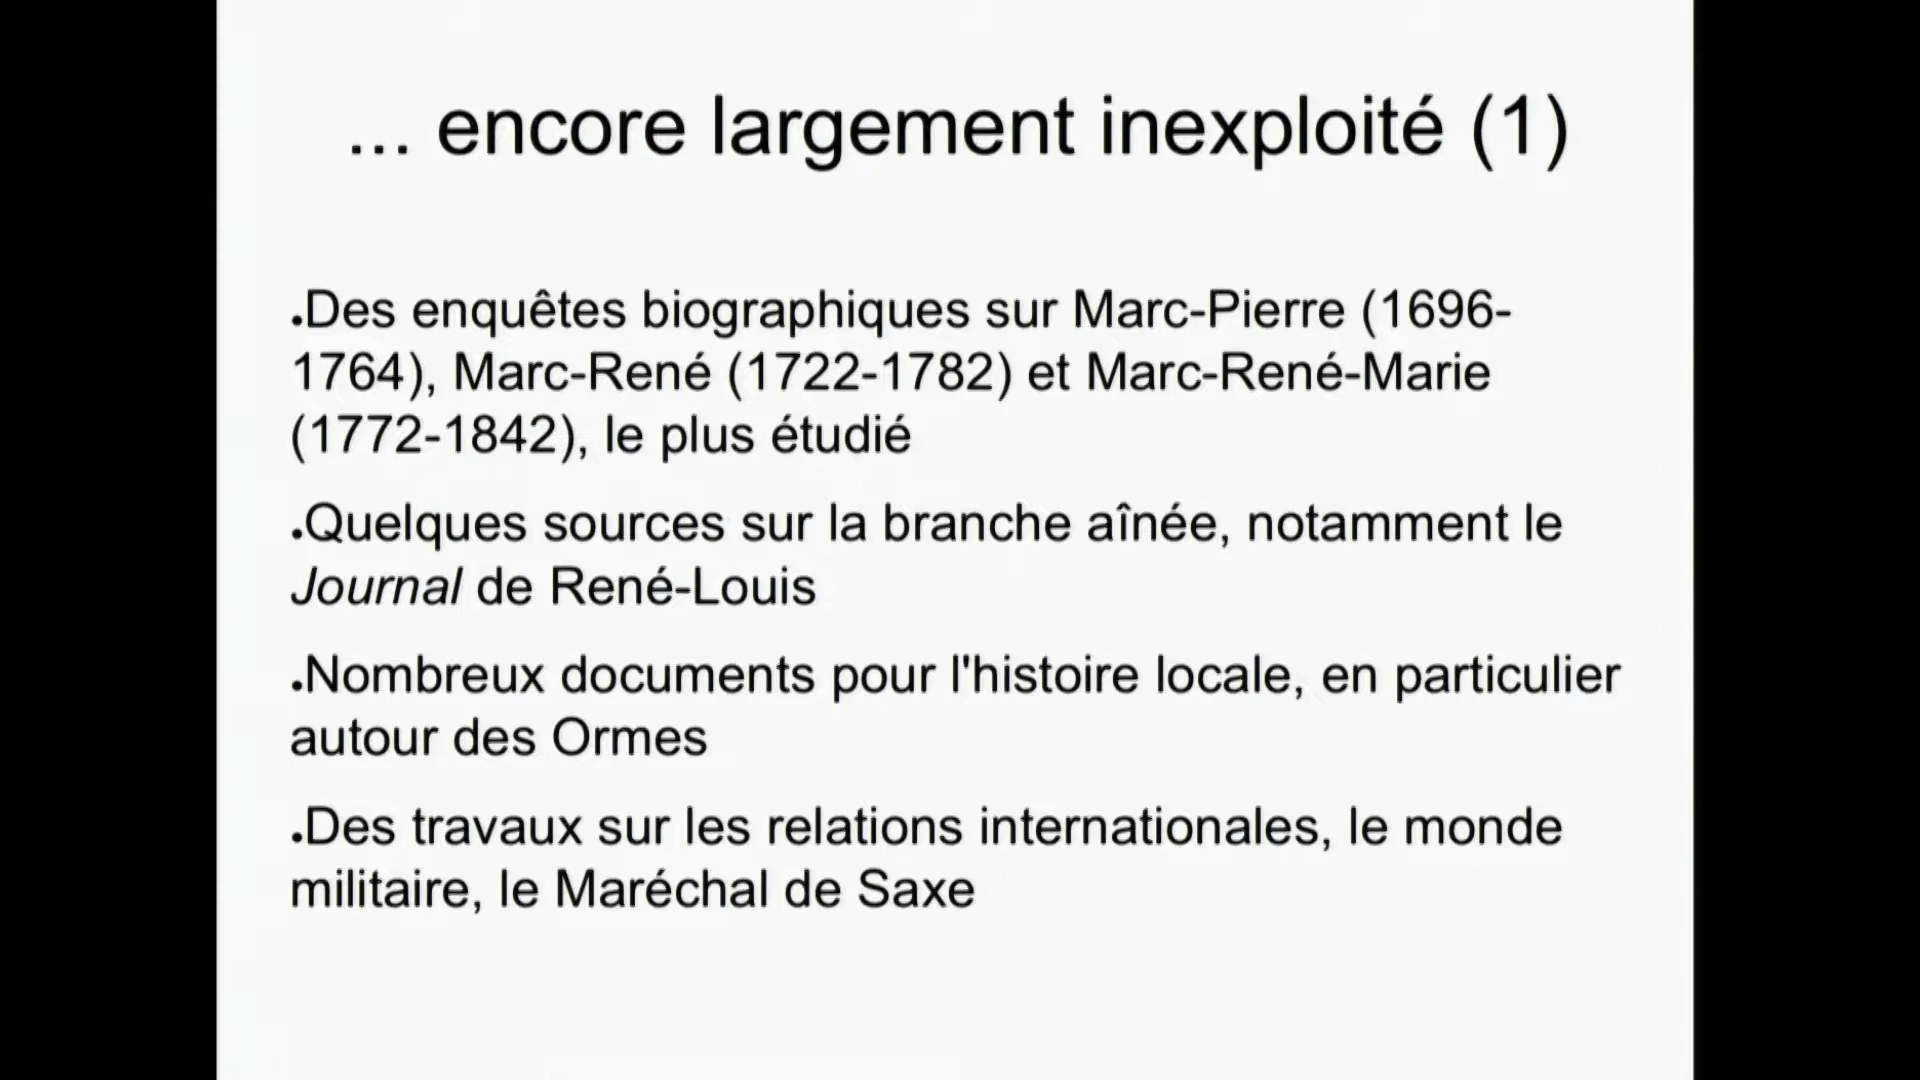 ... encore largement inexploité (1)
●Des enquêtes biographiques sur Marc-Pierre (1696-
1764), Marc-René (1722-1782) et Marc-René-Marie
(1772-1842), le plus étudié
●Quelques sources sur la branche aînée, notamment le
Journal de René-Louis
●Nombreux documents pour l'histoire locale, en particulier
autour des Ormes
●Des travaux sur les relations internationales, le monde
militaire, le Maréchal de Saxe